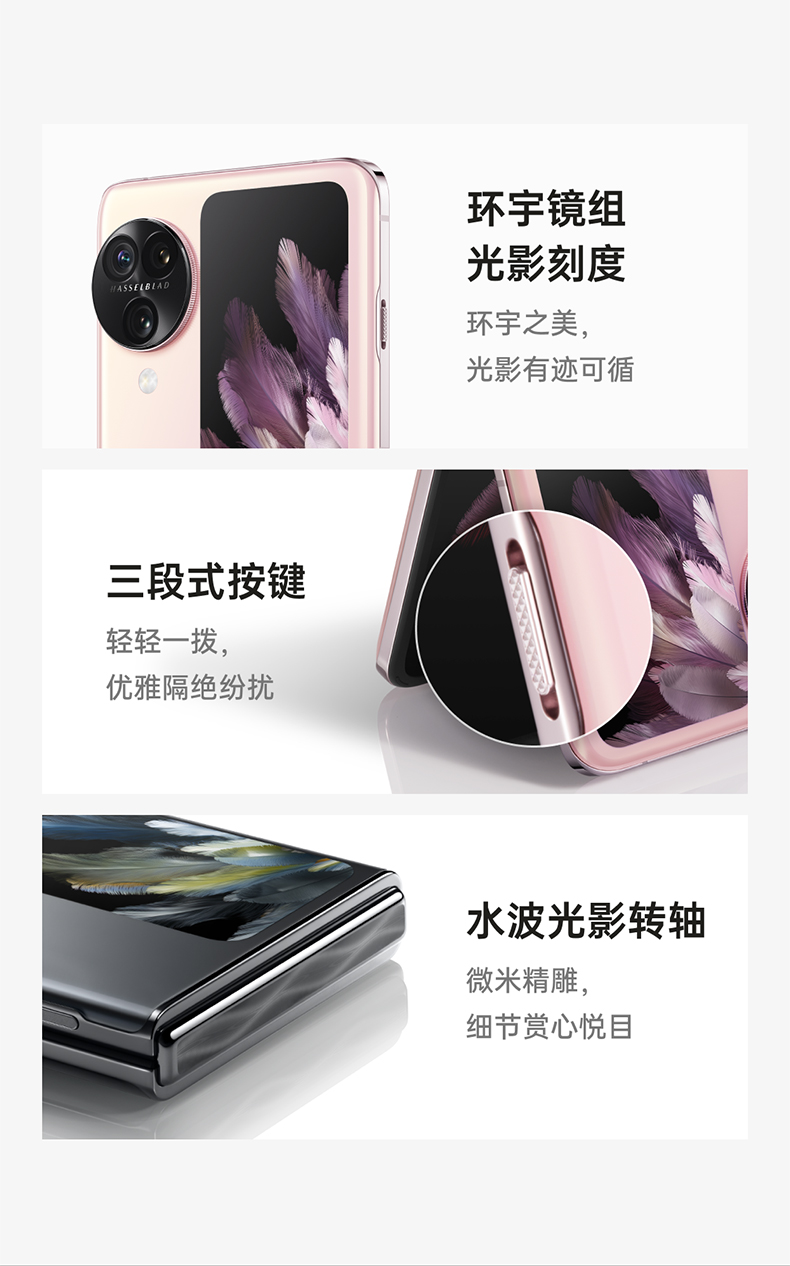 环宇镜组
光影刻度
环宇之美，
光影有迹可循
HASSELBLAD
三段式按键
轻轻一拨，
优雅隔绝纷扰
水波光影转轴
微米精雕，
细节赏心悦目